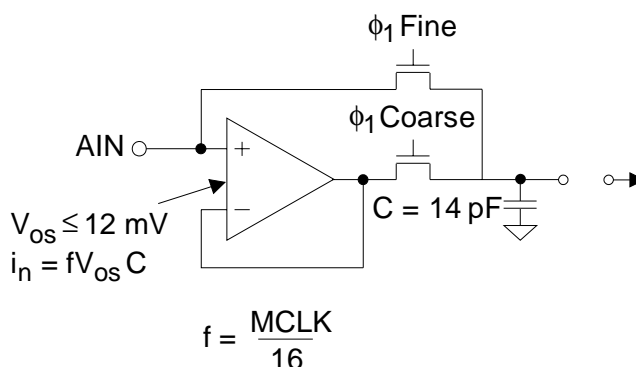 ϕ1 Fine
ϕ1 Coarse
AIN
+
−
Vos ≤ 12 mV
in = fVos C
C = 14 pF
f = MCLK
16